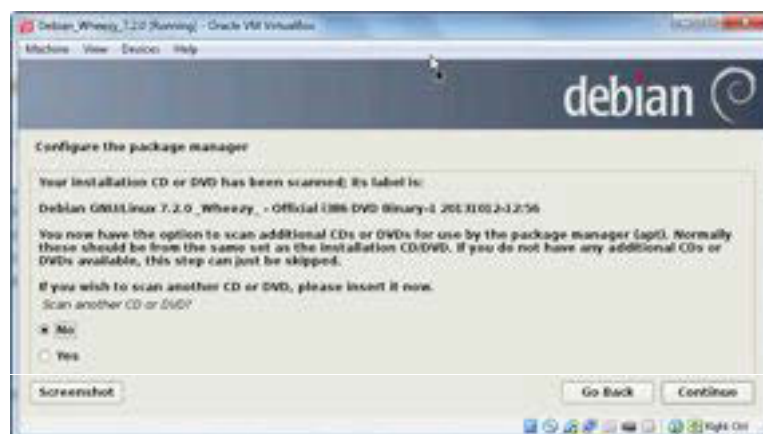 Debian_Wheezy_7.2.0 [Running] - Oracle VM VirtualBox
Machine View Devices Help
debian
Configure the package manager
Your installation CD or DVD has been scanned; its label is:
Debian GNU/Linux 7.2.0 _Wheezy_ - Official i386 DVD Binary-1 20131012-12:56
You now have the option to scan additional CDs or DVDs for use by the package manager (apt). Normally
these should be from the same set as the installation CD/DVD. If you do not have any additional CDs or
DVDs available, this step can just be skipped.
If you wish to scan another CD or DVD, please insert it now.
Scan another CD or DVD?
No
Yes
Screenshot
Go Back
Continue
Right Ctrl